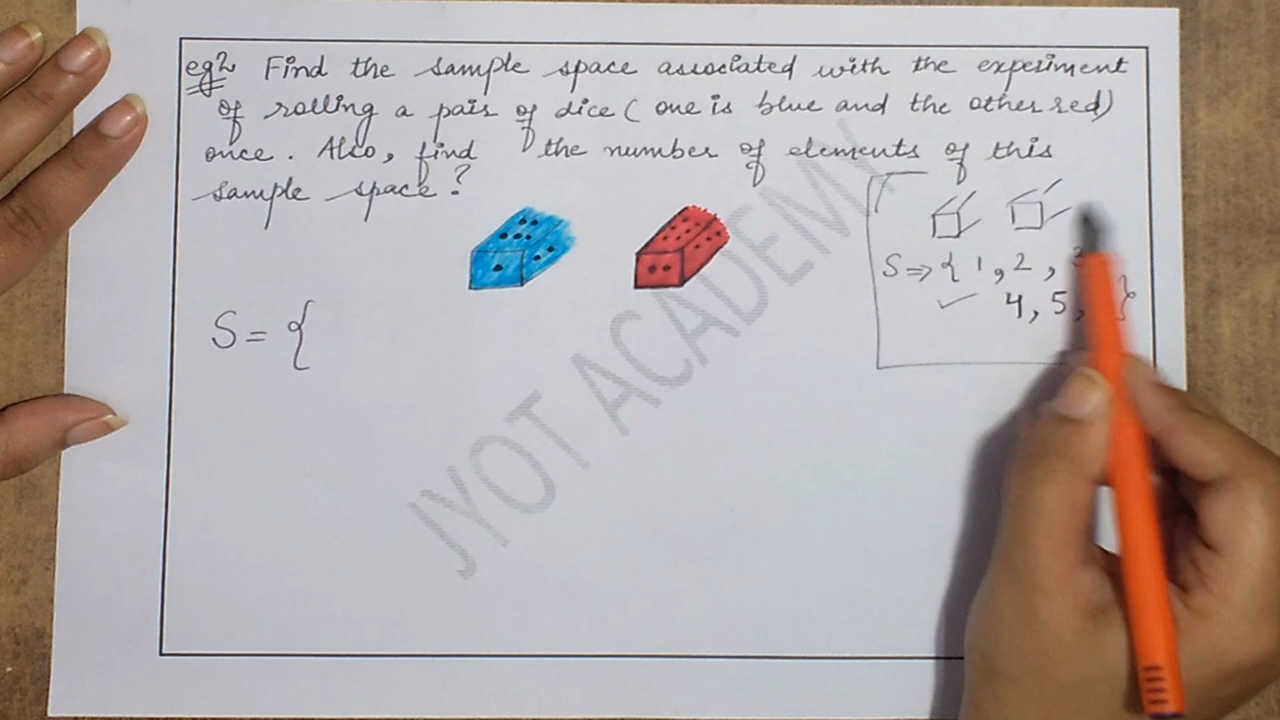 eg2 Find the sample space associated with the experiment
of rolling a pair of dice ( one is blue and the other red)
once. Also, find the number of elements of this
sample space?
S ⇒ { 1, 2,
4, 5, }
S = {
JYOT ACADEMY